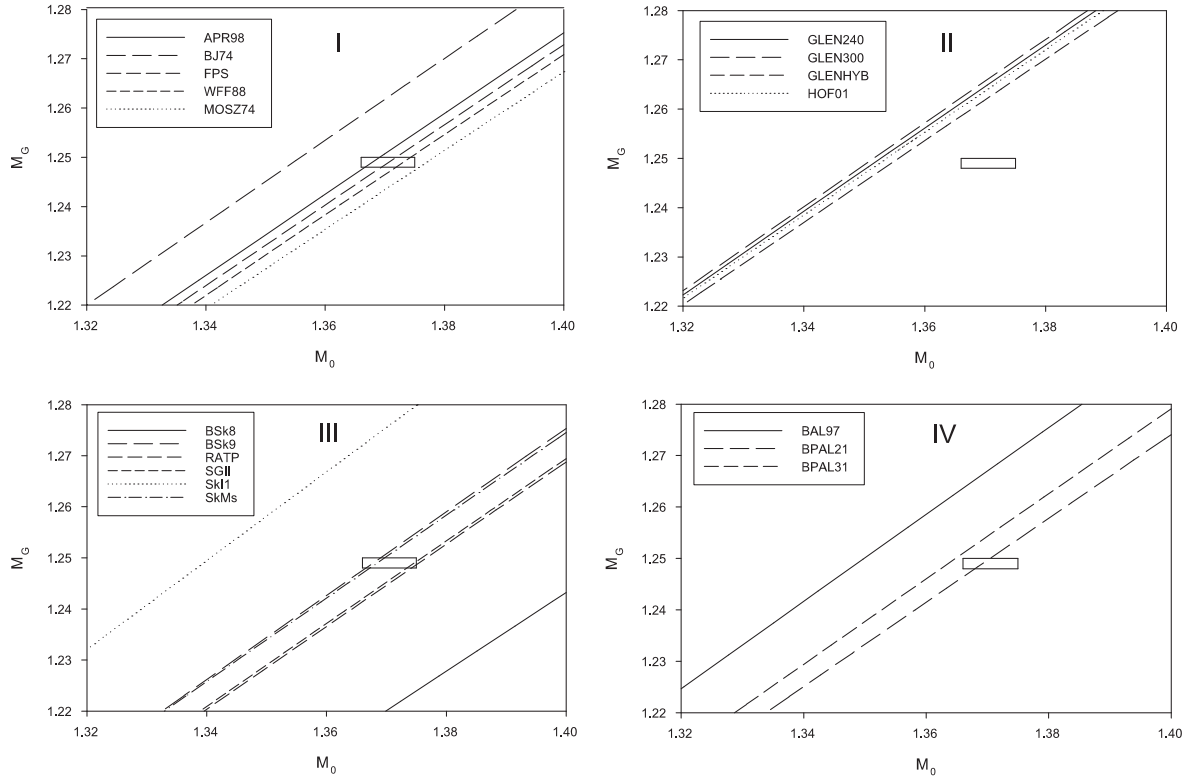 I
APR98
BJ74
FPS
WFF88
MOSZ74
1.28
1.27
1.26
1.25
1.24
1.23
1.22
M_G
1.32 1.34 1.36 1.38 1.40
M_0
II
GLEN240
GLEN300
GLENHYB
HOF01
1.28
1.27
1.26
1.25
1.24
1.23
1.22
M_G
1.32 1.34 1.36 1.38 1.40
M_0
III
BSk8
BSk9
RATP
SGII
SkI1
SkMs
1.28
1.27
1.26
1.25
1.24
1.23
1.22
M_G
1.32 1.34 1.36 1.38 1.40
M_0
IV
BAL97
BPAL21
BPAL31
1.28
1.27
1.26
1.25
1.24
1.23
1.22
M_G
1.32 1.34 1.36 1.38 1.40
M_0